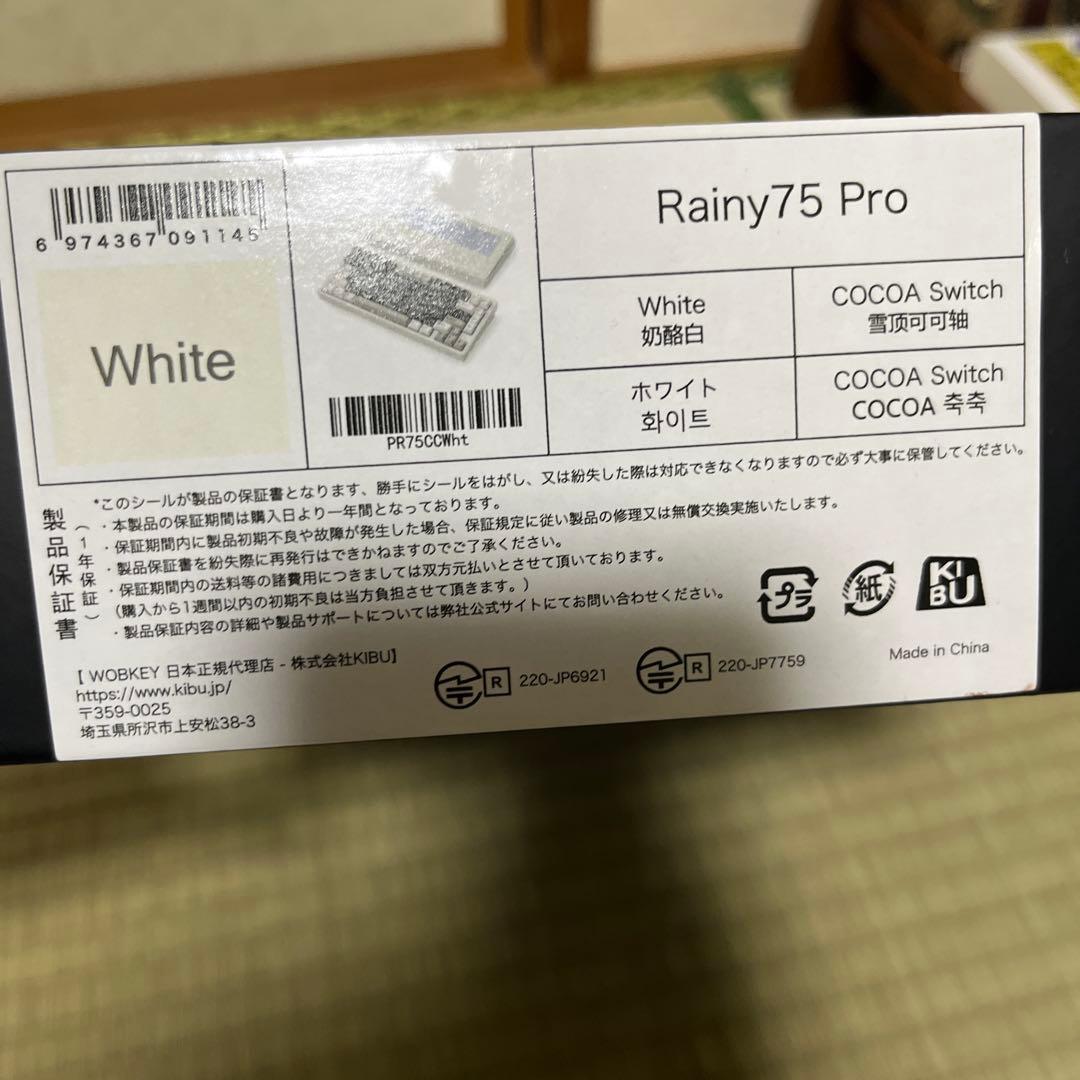 6 974367 091146
White
PR75CCWht
Rainy75 Pro
White
奶酪白
COCOA Switch
雪顶可可轴
ホワイト
화이트
COCOA Switch
COCOA 축축
製品保証書
(1年保証)
*このシールが製品の保証書となります、勝手にシールをはがし、又は紛失した際は対応できなくなりますので必ず大事に保管してください。
・本製品の保証期間は購入日より一年間となっております。
・保証期間内に製品初期不良や故障が発生した場合、保証規定に従い製品の修理又は無償交換実施いたします。
・製品保証書を紛失際に再発行はできかねますのでご了承ください。
・保証期間内の送料等の諸費用につきましては双方元払いとさせて頂いております。
(購入から1週間以内の初期不良は当方負担させて頂きます。)
・製品保証内容の詳細や製品サポートについては弊社公式サイトにてお問い合わせください。
プラ
紙
KIBU
【 WOBKEY 日本正規代理店 - 株式会社KIBU】
https://www.kibu.jp/
〒359-0025
埼玉県所沢市上安松38-3
R 220-JP6921
R 220-JP7759
Made in China